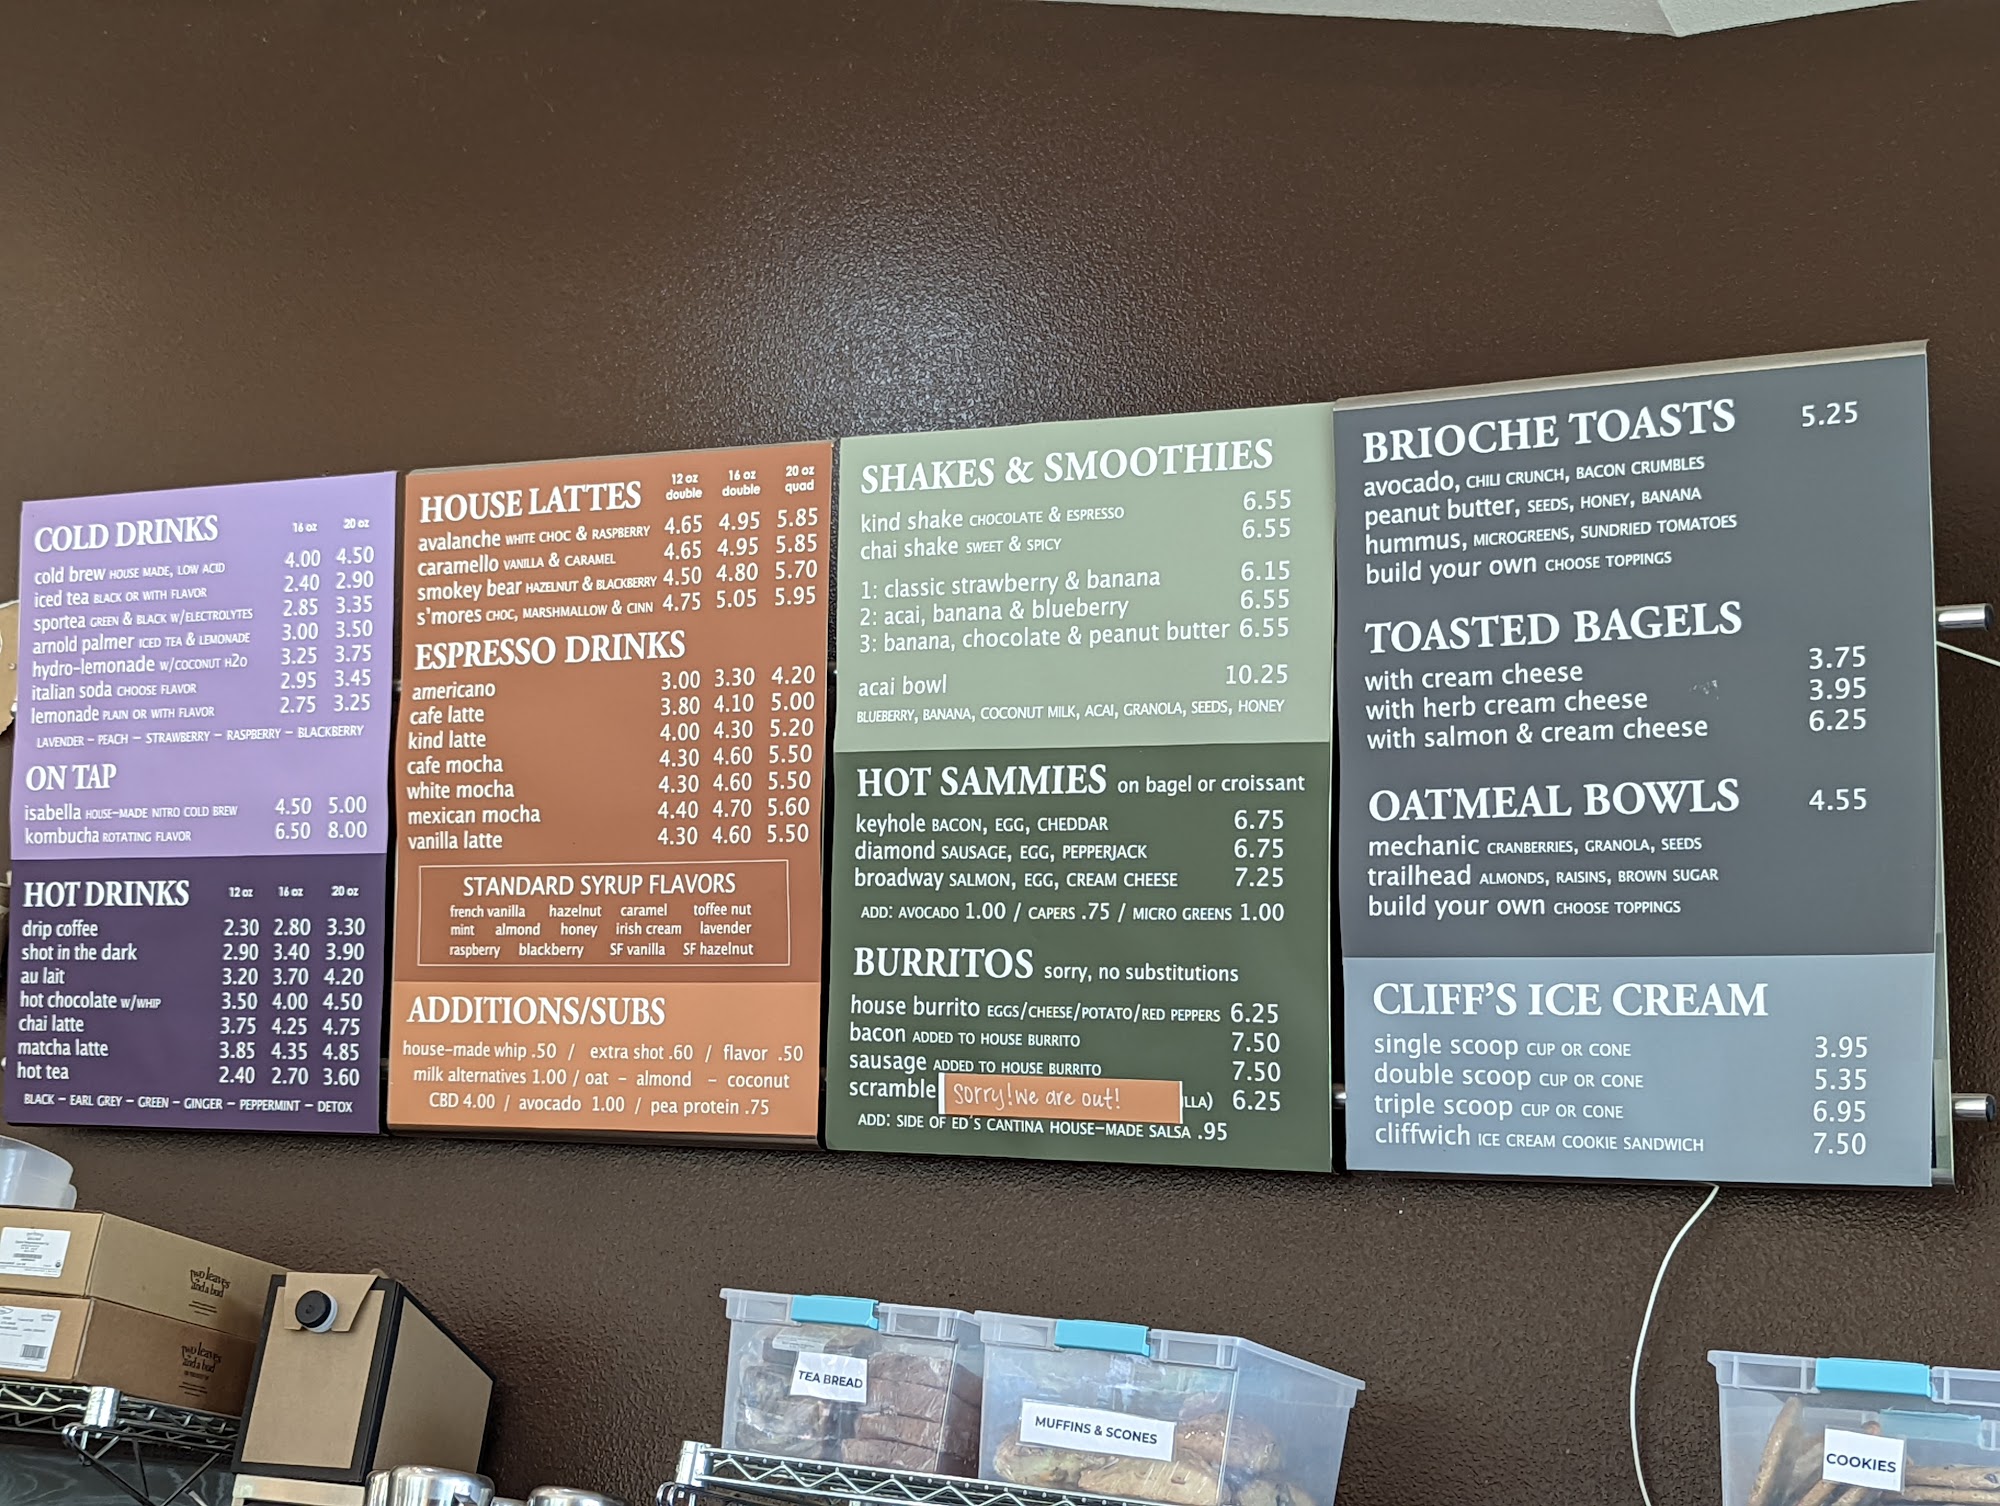 COLD DRINKS 16 oz 20 oz
cold brew HOUSE MADE, LOW ACID 4.00 4.50
iced tea BLACK OR WITH FLAVOR 2.40 2.90
sportea GREEN & BLACK W/ELECTROLYTES 2.85 3.35
arnold palmer ICED TEA & LEMONADE 3.00 3.50
hydro-lemonade W/COCONUT H2O 3.25 3.75
italian soda CHOOSE FLAVOR 2.95 3.45
lemonade PLAIN OR WITH FLAVOR 2.75 3.25
LAVENDER - PEACH - STRAWBERRY - RASPBERRY - BLACKBERRY
ON TAP
isabella HOUSE-MADE NITRO COLD BREW 4.50 5.00
kombucha ROTATING FLAVOR 6.50 8.00
HOT DRINKS 12 oz 16 oz 20 oz
drip coffee 2.30 2.80 3.30
shot in the dark 2.90 3.40 3.90
au lait 3.20 3.70 4.20
hot chocolate W/WHIP 3.50 4.00 4.50
chai latte 3.75 4.25 4.75
matcha latte 3.85 4.35 4.85
hot tea 2.40 2.70 3.60
BLACK - EARL GREY - GREEN - GINGER - PEPPERMINT - DETOX
HOUSE LATTES 12 oz double 16 oz double 20 oz quad
avalanche WHITE CHOC & RASPBERRY 4.65 4.95 5.85
caramello VANILLA & CARAMEL 4.65 4.95 5.85
smokey bear HAZELNUT & BLACKBERRY 4.50 4.80 5.70
s'mores CHOC, MARSHMALLOW & CINN 4.75 5.05 5.95
ESPRESSO DRINKS
americano 3.00 3.30 4.20
cafe latte 3.80 4.10 5.00
kind latte 4.00 4.30 5.20
cafe mocha 4.30 4.60 5.50
white mocha 4.30 4.60 5.50
mexican mocha 4.40 4.70 5.60
vanilla latte 4.30 4.60 5.50
STANDARD SYRUP FLAVORS
french vanilla hazelnut caramel toffee nut
mint almond honey irish cream lavender
raspberry blackberry SF vanilla SF hazelnut
ADDITIONS/SUBS
house-made whip .50 / extra shot .60 / flavor .50
milk alternatives 1.00 / oat - almond - coconut
CBD 4.00 / avocado 1.00 / pea protein .75
SHAKES & SMOOTHIES
kind shake CHOCOLATE & ESPRESSO 6.55
chai shake SWEET & SPICY 6.55
1: classic strawberry & banana 6.15
2: acai, banana & blueberry 6.55
3: banana, chocolate & peanut butter 6.55
acai bowl 10.25
BLUEBERRY, BANANA, COCONUT MILK, ACAI, GRANOLA, SEEDS, HONEY
HOT SAMMIES on bagel or croissant
keyhole BACON, EGG, CHEDDAR 6.75
diamond SAUSAGE, EGG, PEPPERJACK 6.75
broadway SALMON, EGG, CREAM CHEESE 7.25
ADD: AVOCADO 1.00 / CAPERS .75 / MICRO GREENS 1.00
BURRITOS sorry, no substitutions
house burrito EGGS/CHEESE/POTATO/RED PEPPERS 6.25
bacon ADDED TO HOUSE BURRITO 7.50
sausage ADDED TO HOUSE BURRITO 7.50
scramble Sorry! We are out! LLA) 6.25
ADD: SIDE OF ED'S CANTINA HOUSE-MADE SALSA .95
BRIOCHE TOASTS 5.25
avocado, CHILI CRUNCH, BACON CRUMBLES
peanut butter, SEEDS, HONEY, BANANA
hummus, MICROGREENS, SUNDRIED TOMATOES
build your own CHOOSE TOPPINGS
TOASTED BAGELS
with cream cheese 3.75
with herb cream cheese 3.95
with salmon & cream cheese 6.25
OATMEAL BOWLS 4.55
mechanic CRANBERRIES, GRANOLA, SEEDS
trailhead ALMONDS, RAISINS, BROWN SUGAR
build your own CHOOSE TOPPINGS
CLIFF'S ICE CREAM
single scoop CUP OR CONE 3.95
double scoop CUP OR CONE 5.35
triple scoop CUP OR CONE 6.95
cliffwich ICE CREAM COOKIE SANDWICH 7.50
two leaves
and a bud
two leaves
and a bud
TEA BREAD
MUFFINS & SCONES
COOKIES